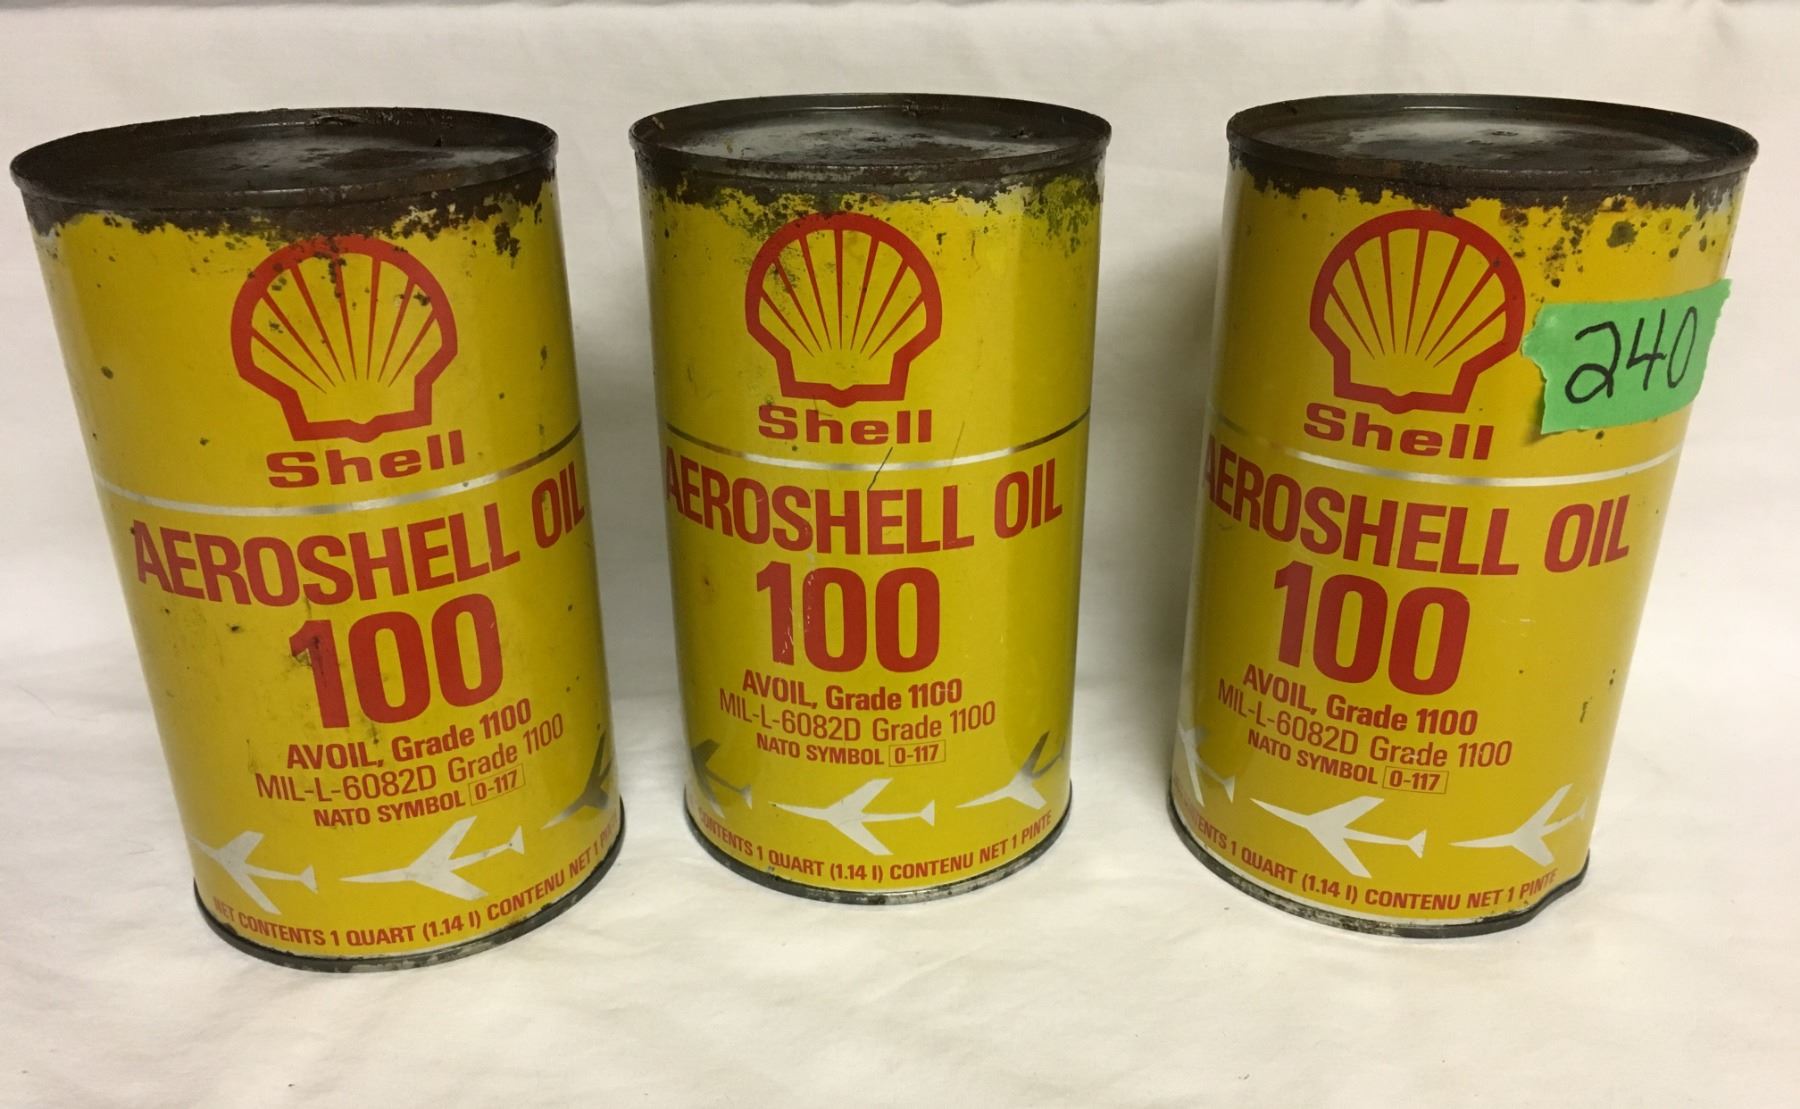 Shell
AEROSHELL OIL
100
AVOIL, Grade 1100
MIL-L-6082D Grade 1100
NATO SYMBOL 0-117
NET CONTENTS 1 QUART (1.14 l) CONTENU NET 1
Shell
AEROSHELL OIL
100
AVOIL, Grade 1100
MIL-L-6082D Grade 1100
NATO SYMBOL 0-117
CONTENTS 1 QUART (1.14 l) CONTENU NET 1 PINTE
Shell
240
AEROSHELL OIL
100
AVOIL, Grade 1100
MIL-L-6082D Grade 1100
NATO SYMBOL 0-117
1 QUART (1.14 l) CONTENU NET 1 PINTE